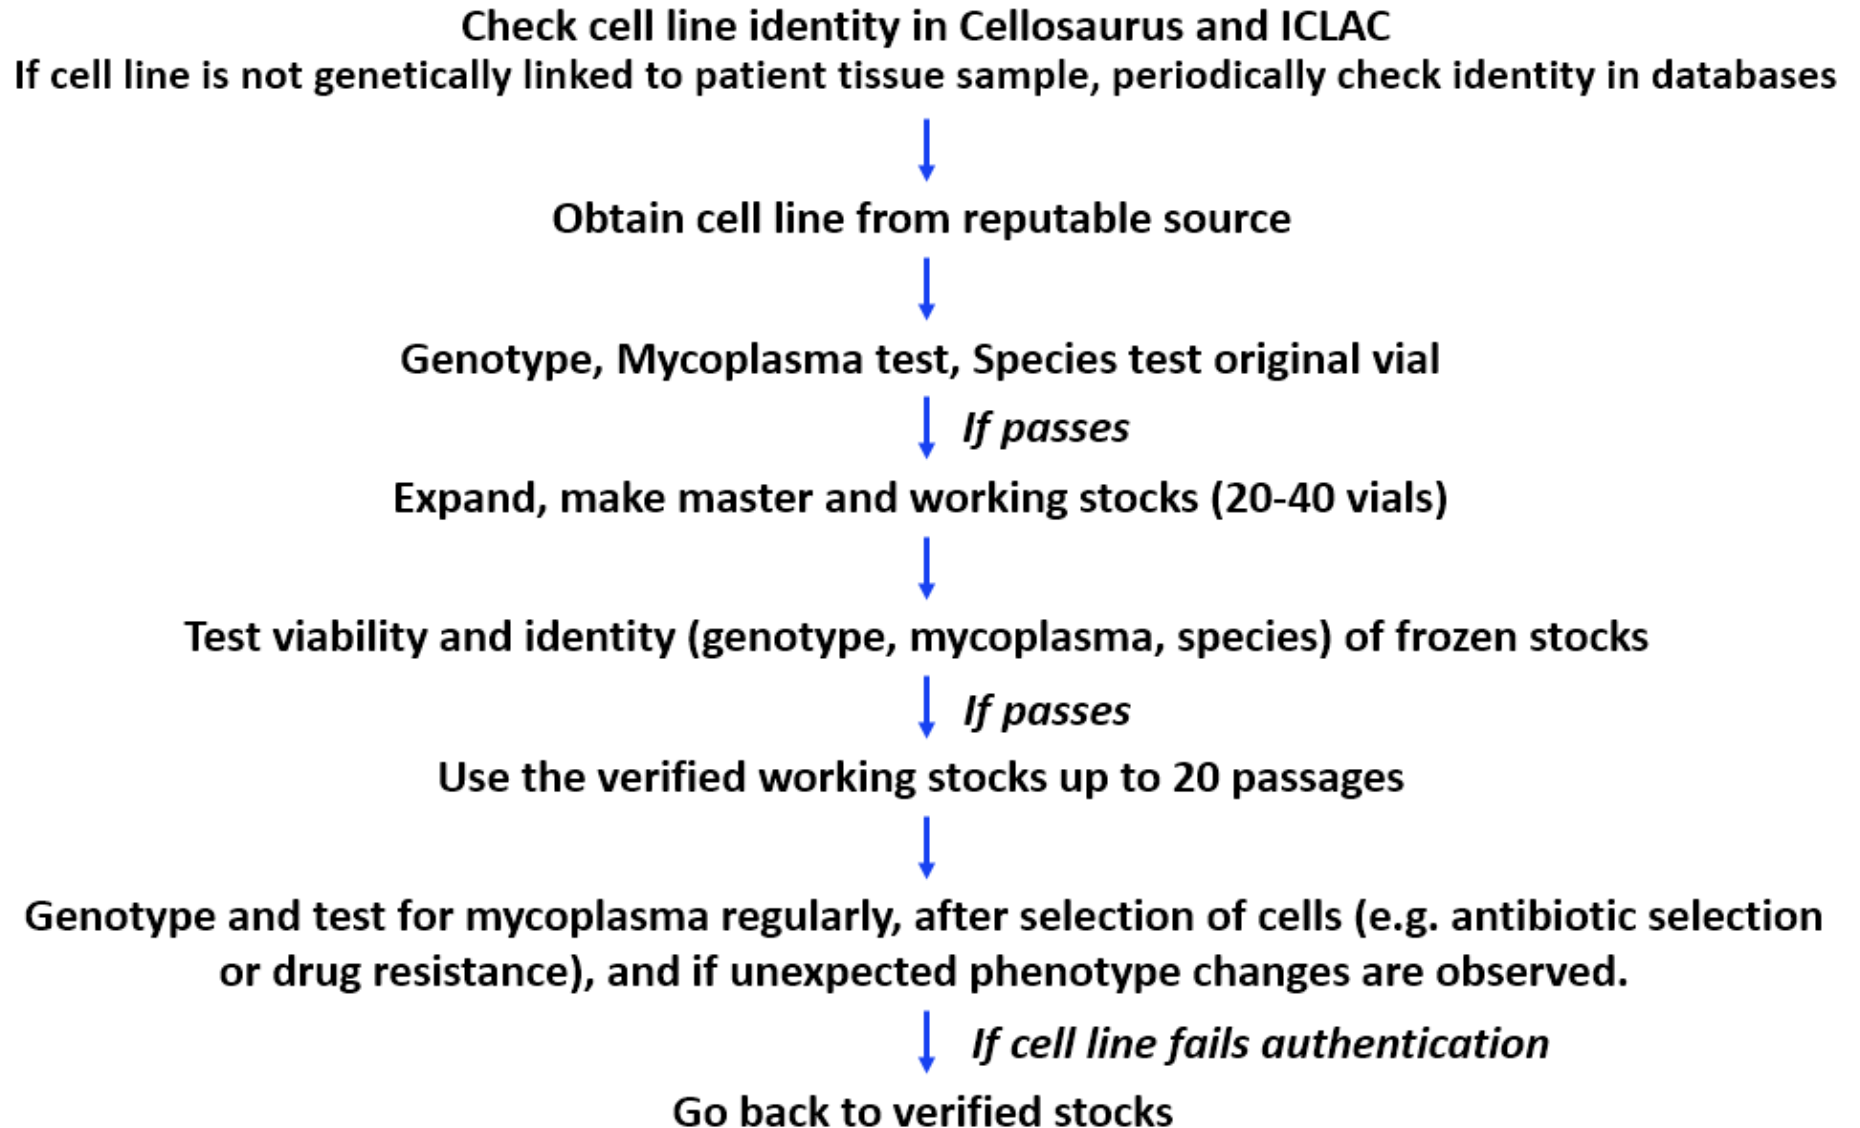 Check cell line identity in Cellosaurus and ICLAC
If cell line is not genetically linked to patient tissue sample, periodically check identity in databases
Obtain cell line from reputable source
Genotype, Mycoplasma test, Species test original vial
If passes
Expand, make master and working stocks (20-40 vials)
Test viability and identity (genotype, mycoplasma, species) of frozen stocks
If passes
Use the verified working stocks up to 20 passages
Genotype and test for mycoplasma regularly, after selection of cells (e.g. antibiotic selection
or drug resistance), and if unexpected phenotype changes are observed.
If cell line fails authentication
Go back to verified stocks